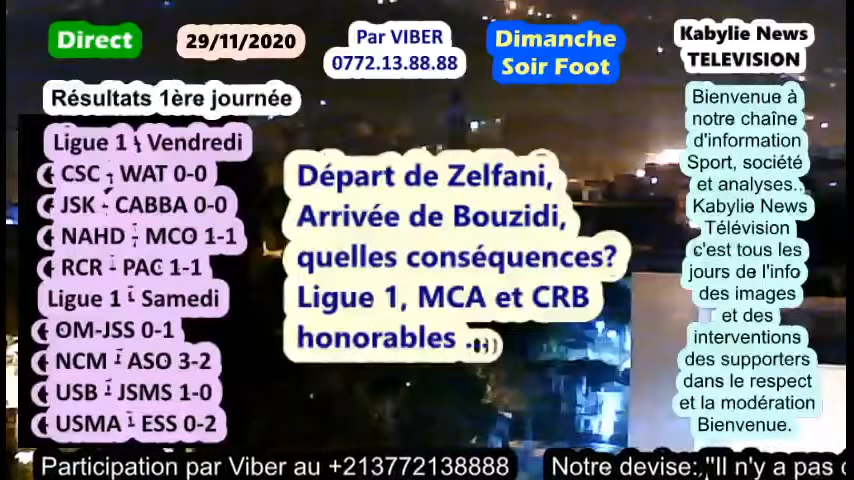 Direct
29/11/2020
Par VIBER
0772.13.88.88
Dimanche
Soir Foot
Kabylie News
TELEVISION
Résultats 1ère journée
Ligue 1 Vendredi
CSC - WAT 0-0
JSK - CABBA 0-0
NAHD - MCO 1-1
RCR - PAC 1-1
Ligue 1 Samedi
OM-JSS 0-1
NCM - ASO 3-2
USB - JSMS 1-0
USMA - ESS 0-2
Départ de Zelfani,
Arrivée de Bouzidi,
quelles conséquences?
Ligue 1, MCA et CRB
honorables ..
Bienvenue à
notre chaîne
d'information
Sport, société
et analyses..
Kabylie News
Télévision
c'est tous les
jours de l'info
des images
et des
interventions
des supporters
dans le respect
et la modération
Bienvenue.
Participation par Viber au +213772138888
Notre devise: "Il n'y a pas